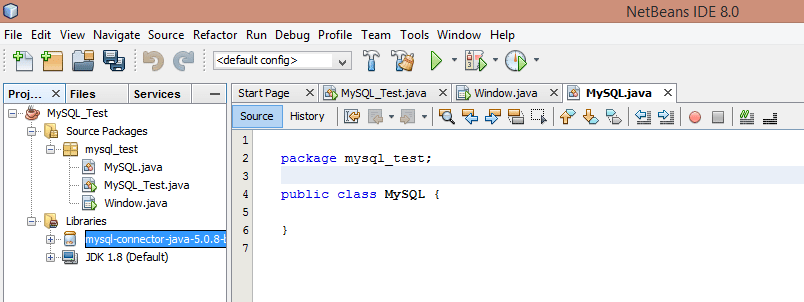 NetBeans IDE 8.0
File Edit View Navigate Source Refactor Run Debug Profile Team Tools Window Help
<default config>
Proj... Files Services
Start Page MySQL_Test.java Window.java MySQL.java
Source History
MySQL_Test
Source Packages
mysql_test
MySQL.java
MySQL_Test.java
Window.java
Libraries
mysql-connector-java-5.0.8-b
JDK 1.8 (Default)
1
2 package mysql_test;
3
4 public class MySQL {
5
6 }
7